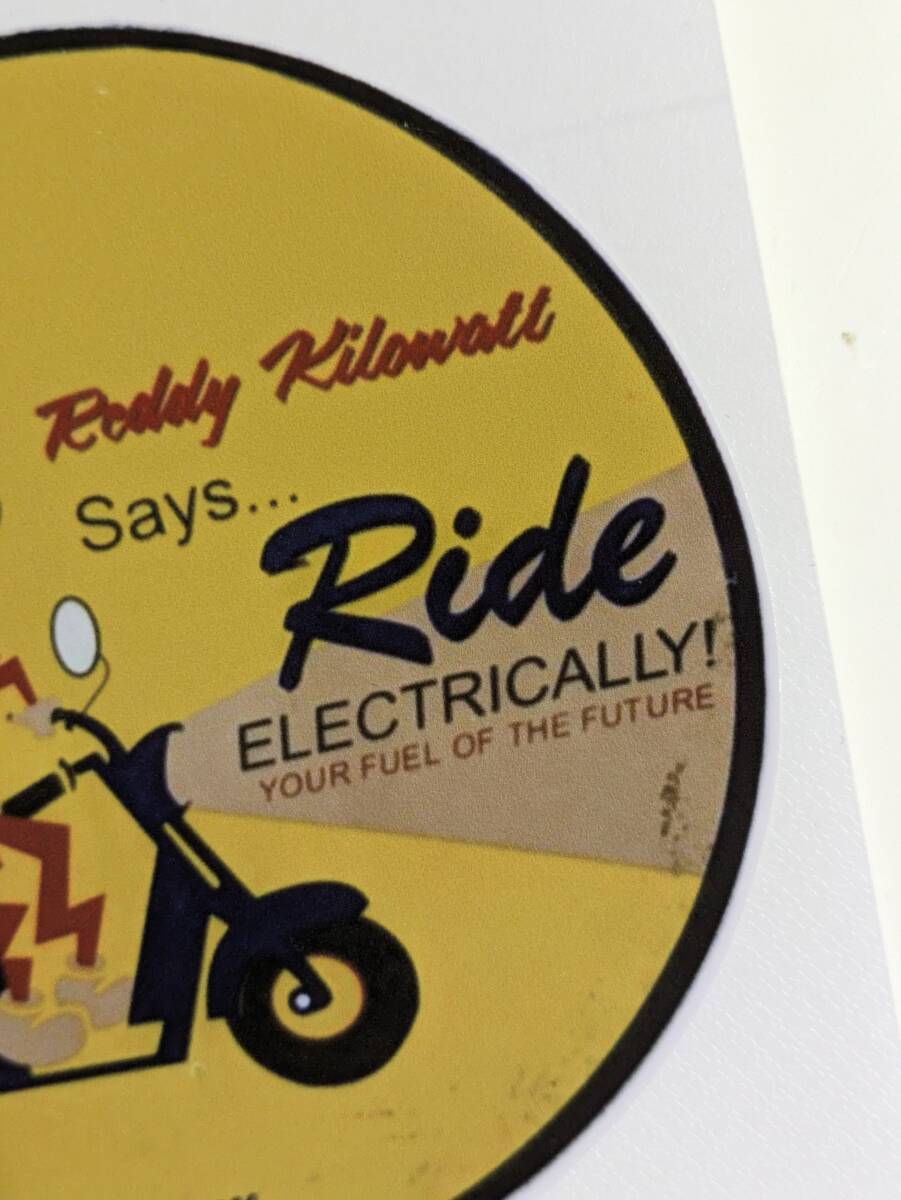 Reddy Kilowatt
Says...
Ride
ELECTRICALLY!
YOUR FUEL OF THE FUTURE